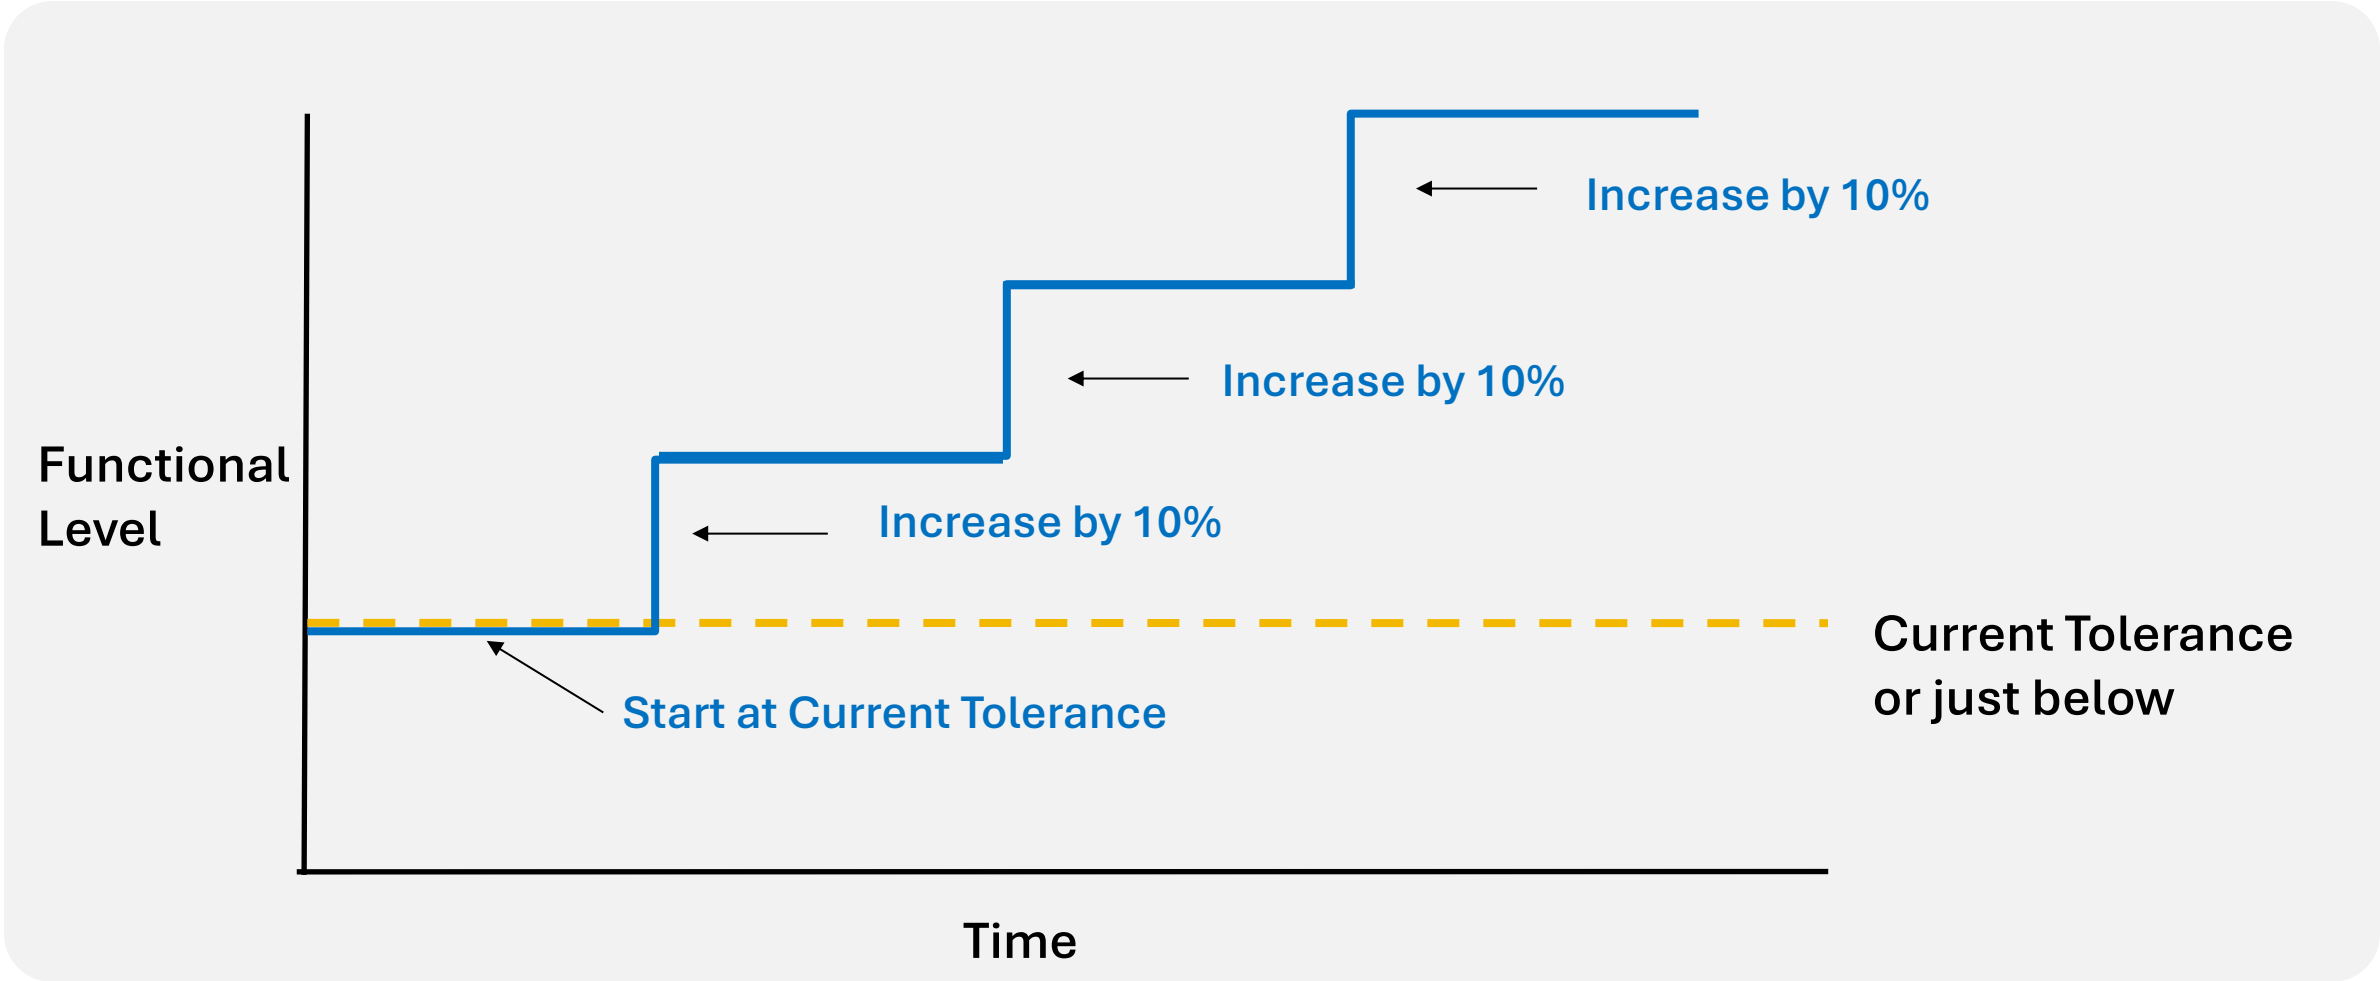 Increase by 10%
Increase by 10%
Functional
Level
Increase by 10%
Current Tolerance
or just below
Start at Current Tolerance
Time